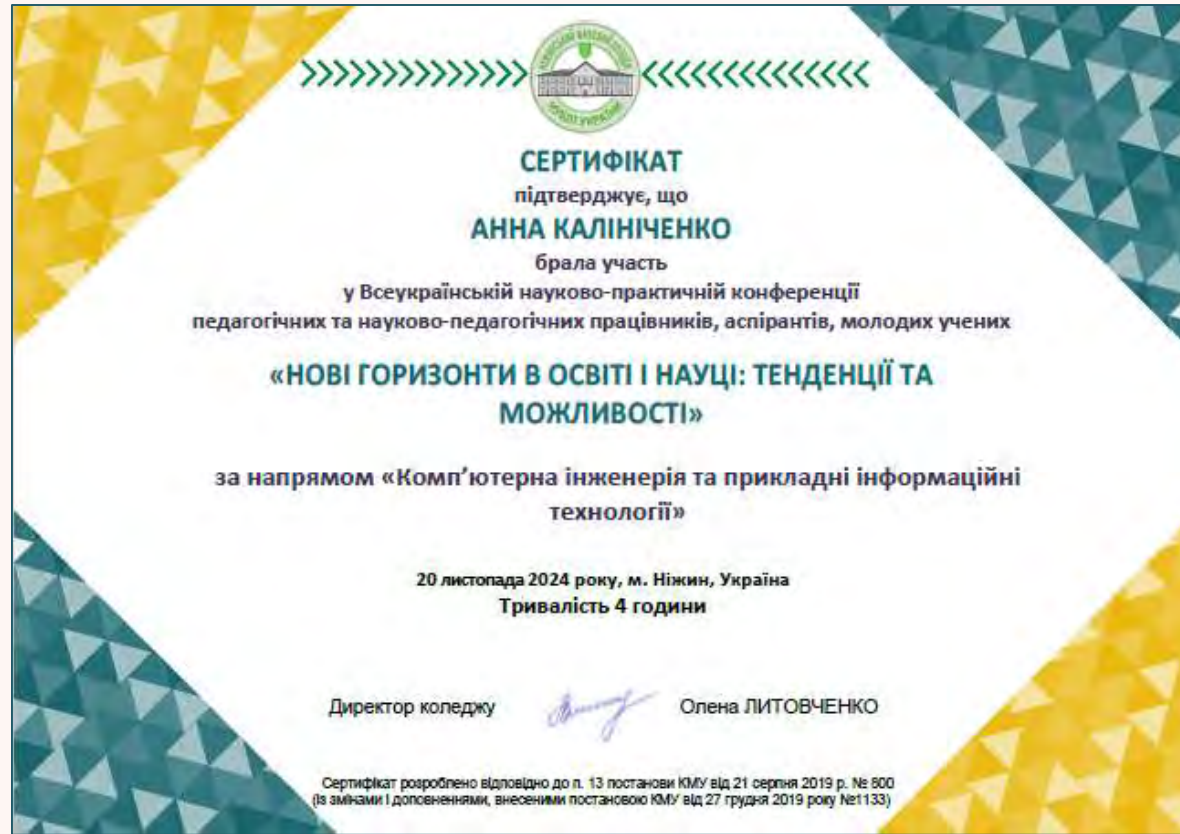 СЕРТИФІКАТ
підтверджує, що
АННА КАЛІНІЧЕНКО
брала участь
у Всеукраїнській науково-практичній конференції
педагогічних та науково-педагогічних працівників, аспірантів, молодих учених
«НОВІ ГОРИЗОНТИ В ОСВІТІ І НАУЦІ: ТЕНДЕНЦІЇ ТА
МОЖЛИВОСТІ»
за напрямом «Комп’ютерна інженерія та прикладні інформаційні
технології»
20 листопада 2024 року, м. Ніжин, Україна
Тривалість 4 години
Директор коледжу Олена ЛИТОВЧЕНКО
Сертифікат розроблено відповідно до п. 13 постанови КМУ від 21 серпня 2019 р. № 800
(із змінами і доповненнями, внесеними постановою КМУ від 27 грудня 2019 року №1133)